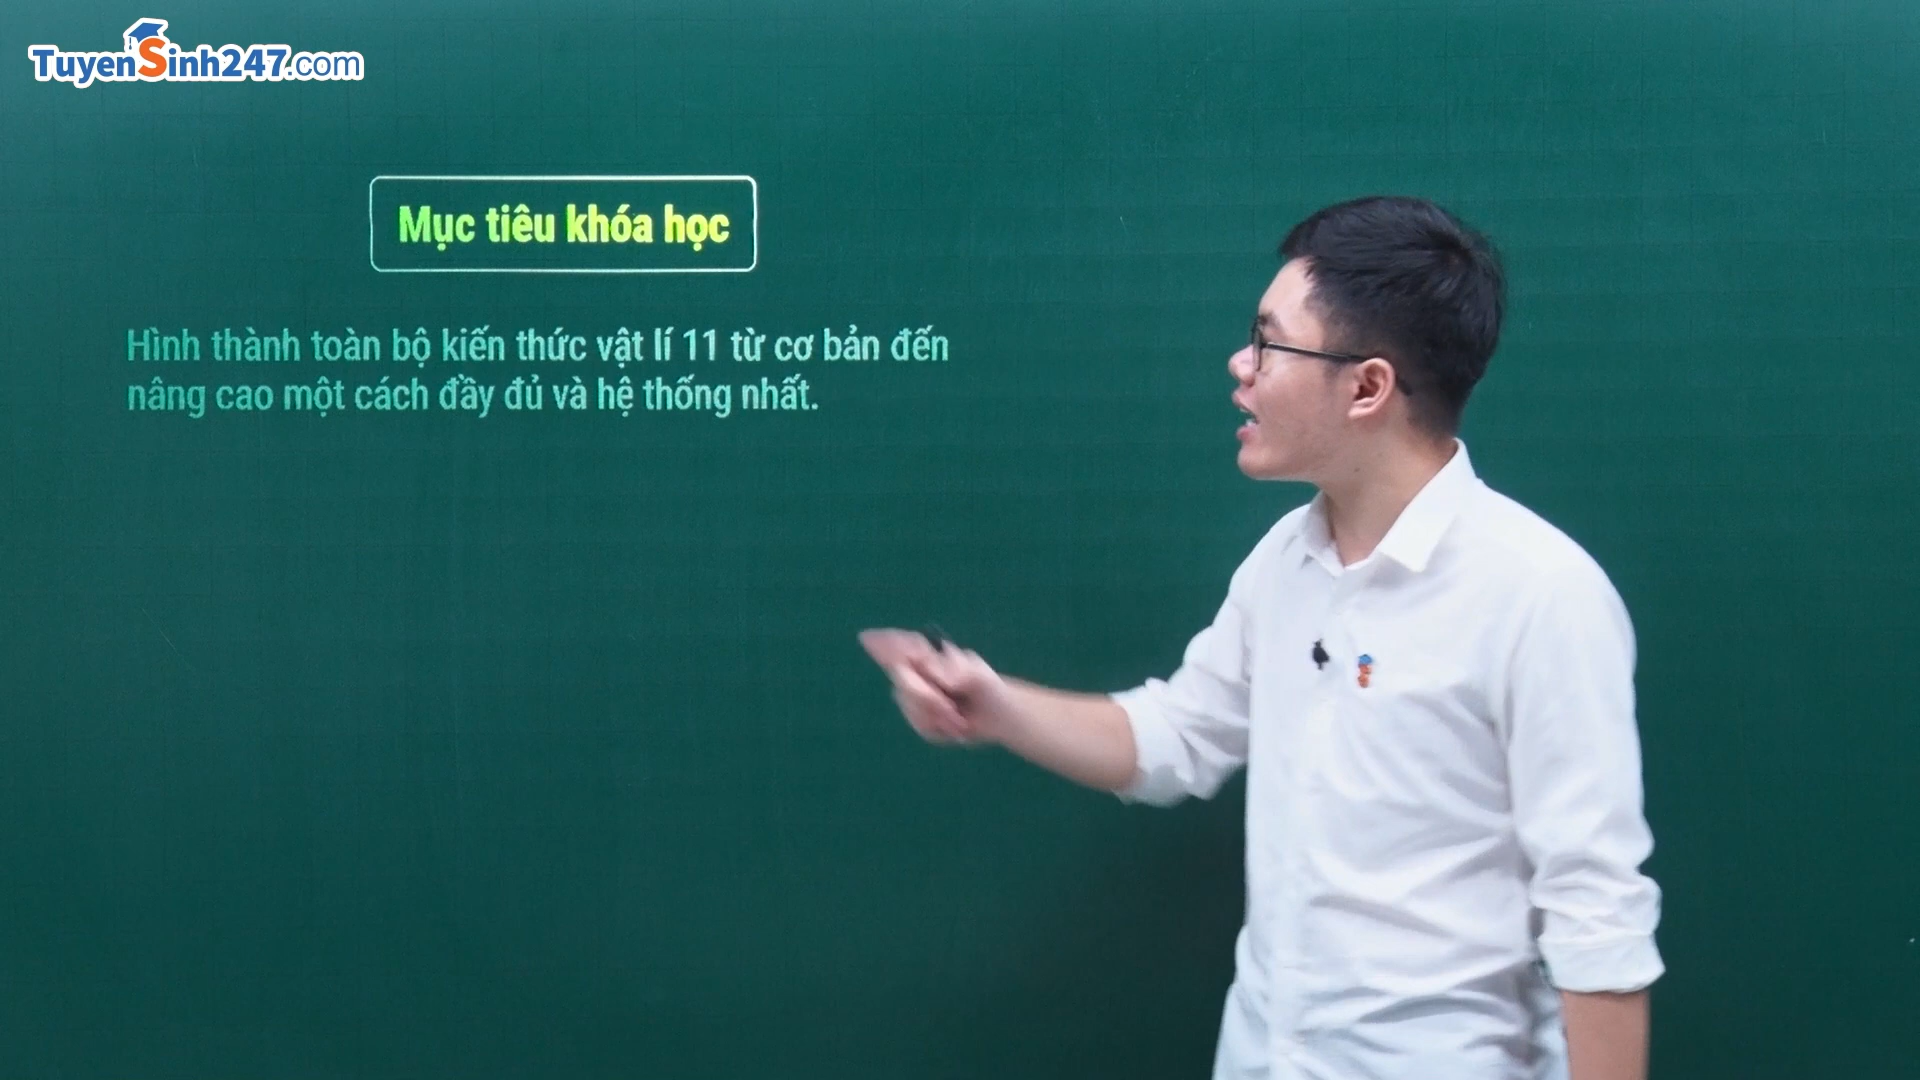 TuyenSinh247.com
Mục tiêu khóa học
Hình thành toàn bộ kiến thức vật lí 11 từ cơ bản đến
nâng cao một cách đầy đủ và hệ thống nhất.